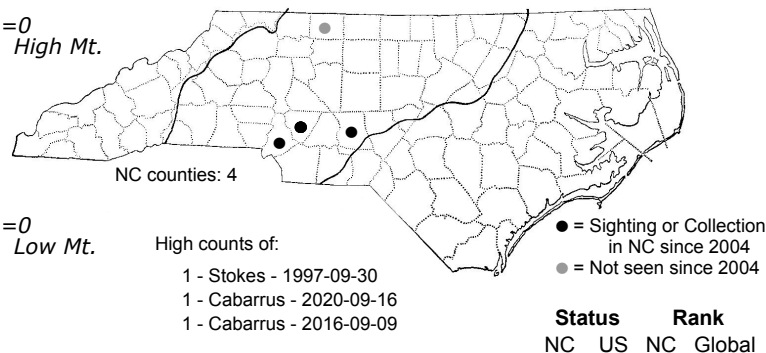 =0
High Mt.
NC counties: 4
=0
Low Mt.
High counts of:
1 - Stokes - 1997-09-30
1 - Cabarrus - 2020-09-16
1 - Cabarrus - 2016-09-09
= Sighting or Collection
in NC since 2004
= Not seen since 2004
Status Rank
NC US NC Global